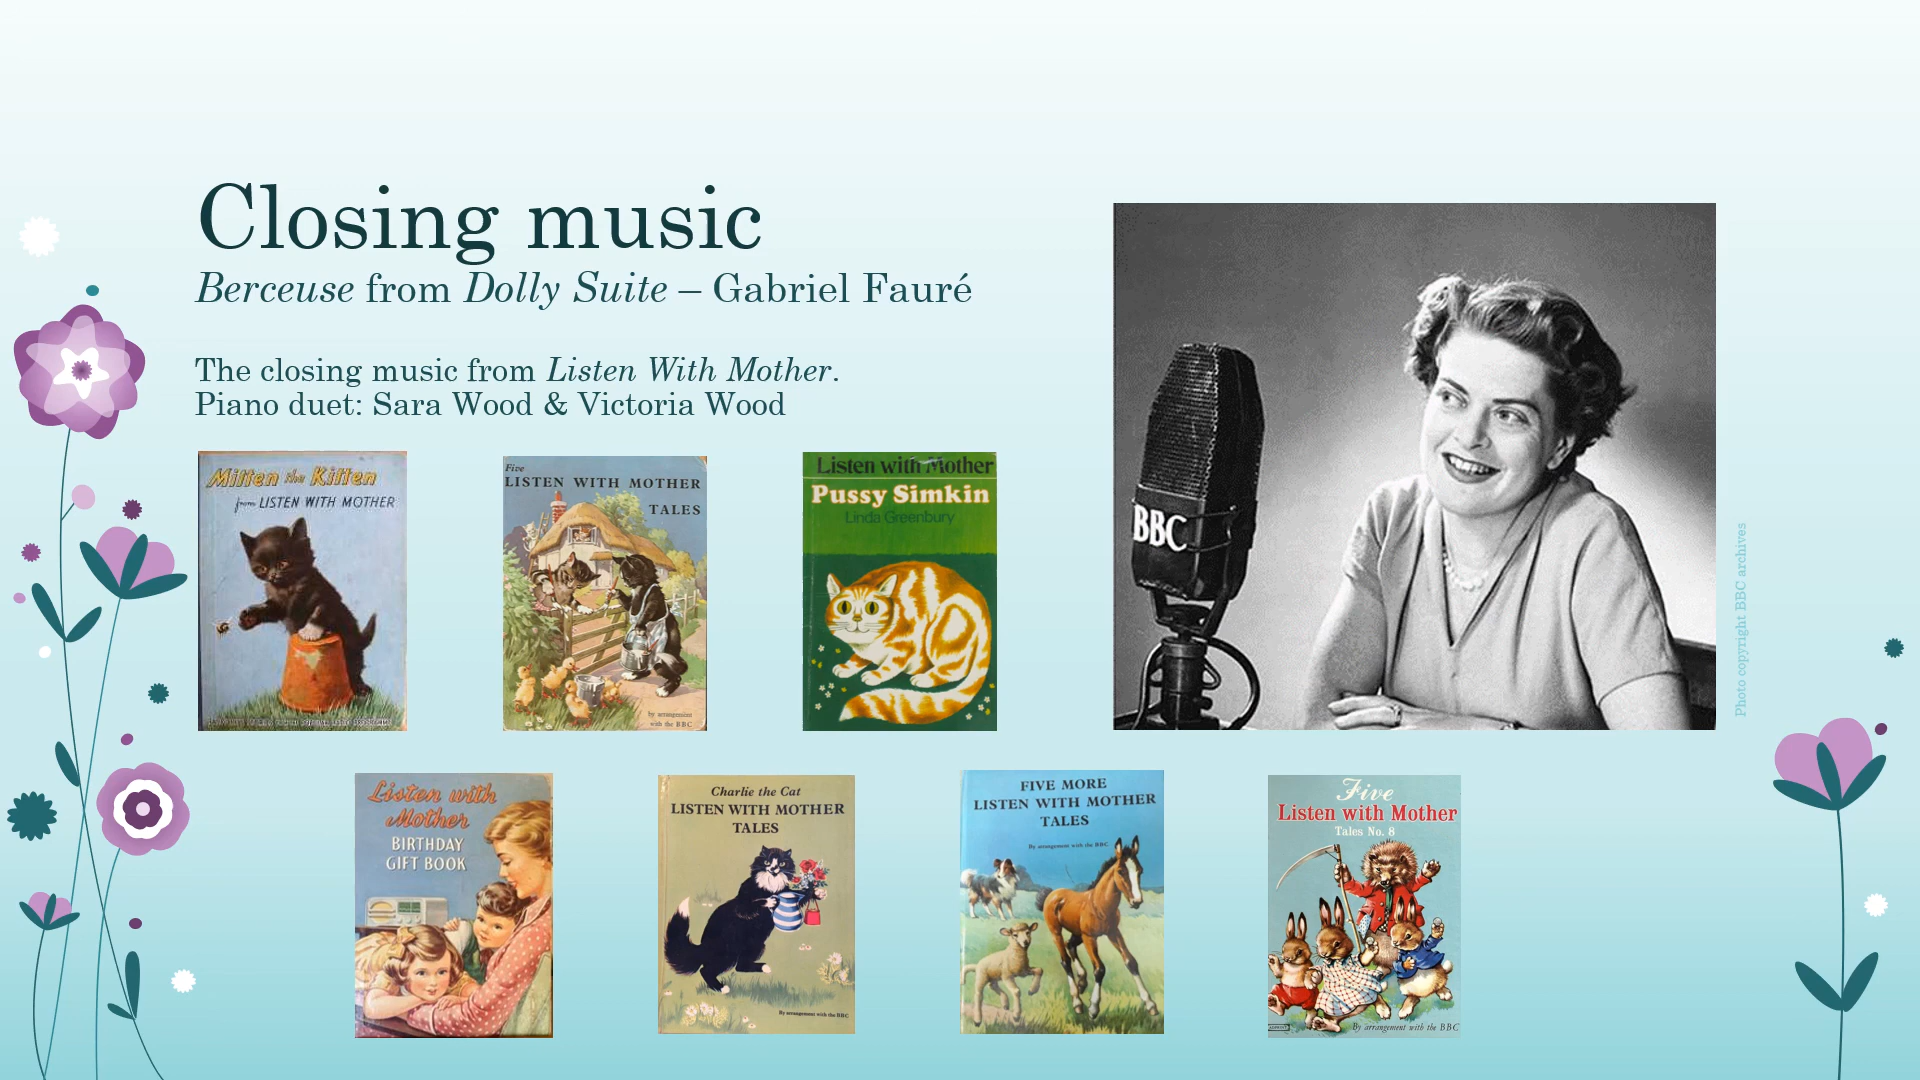 Closing music
Berceuse from Dolly Suite – Gabriel Fauré
The closing music from Listen With Mother.
Piano duet: Sara Wood & Victoria Wood
Mitten the Kitten
from LISTEN WITH MOTHER
Five
LISTEN WITH MOTHER
TALES
by arrangement
with the BBC
Listen with Mother
Pussy Simkin
Linda Greenbury
BBC
Photo copyright BBC archives
Listen with
Mother
BIRTHDAY
GIFT BOOK
Charlie the Cat
LISTEN WITH MOTHER
TALES
By arrangement with the BBC
FIVE MORE
LISTEN WITH MOTHER
TALES
By arrangement with the BBC
Five
Listen with Mother
Tales No. 8
By arrangement with the BBC